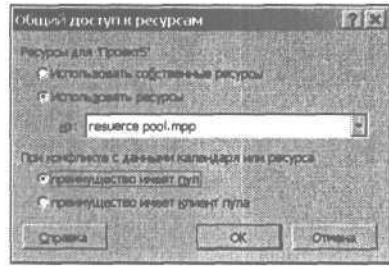 Общий доступ к ресурсам
Ресурсы для 'Проект5'
Использовать собственные ресурсы
Использовать ресурсы
из: resuerce pool.mpp
При конфликте с данными календаря или ресурса
преимущество имеет пул
преимущество имеет клиент пула
Справка OK Отмена